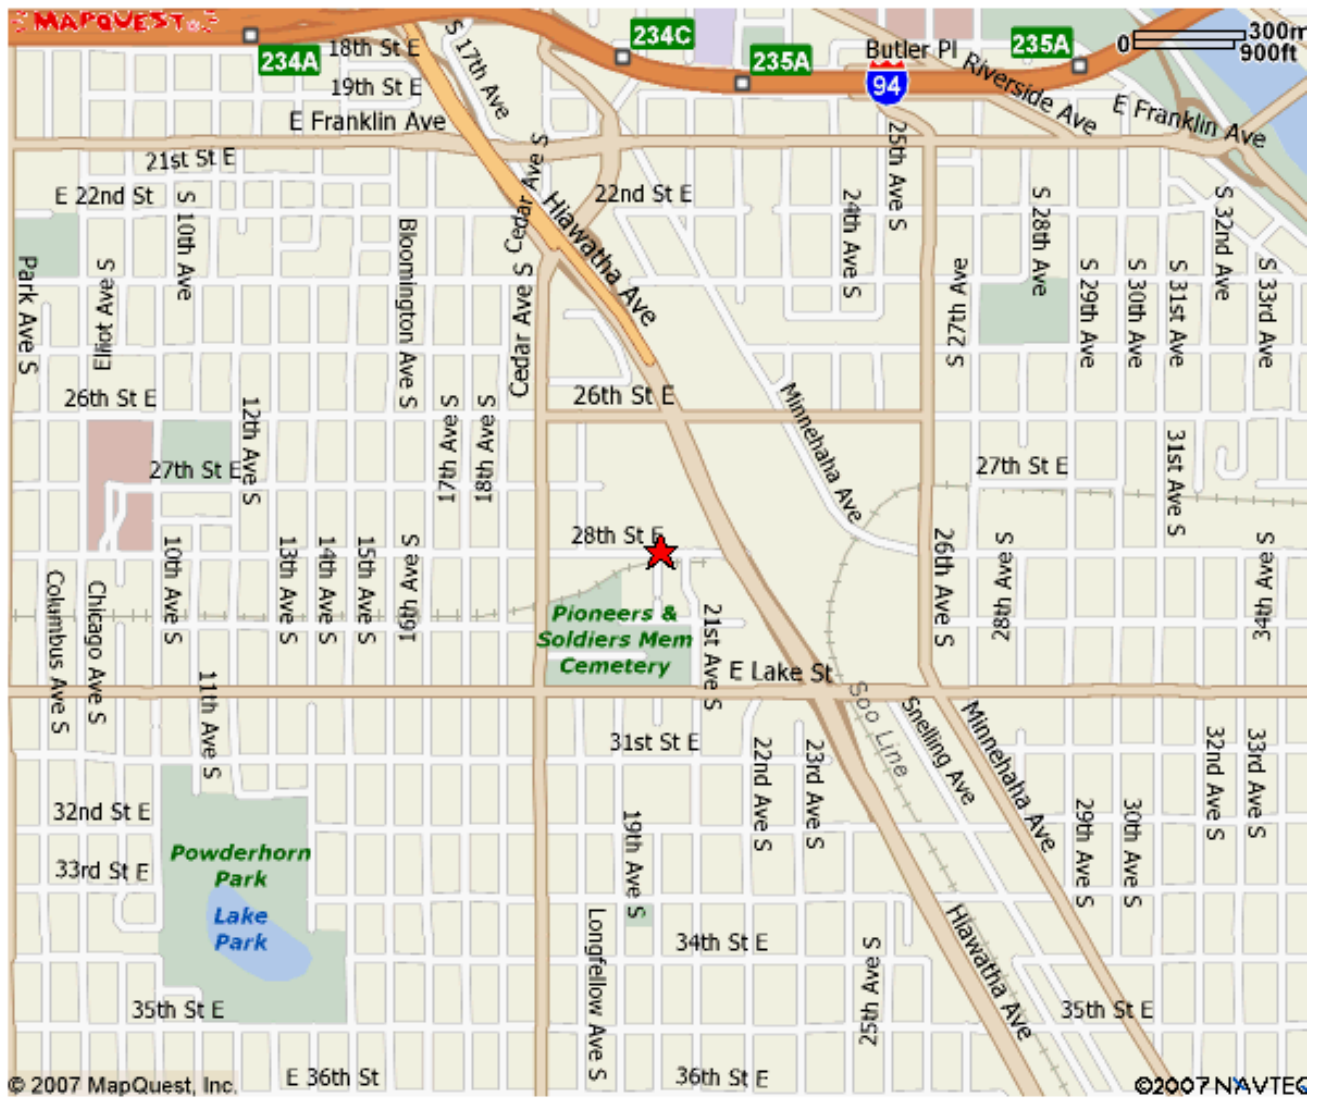 MAPQUEST
234A
18th St E
S 17th Ave
234C
235A
Butler Pl
94
235A
0
300m
900ft
Riverside Ave
E Franklin Ave
19th St E
E Franklin Ave
21st St E
E 22nd St
S 10th Ave
Cedar Ave S
22nd St E
Hiawatha Ave
24th Ave S
25th Ave S
S 28th Ave
S 32nd Ave
Park Ave S
Elliot Ave S
Bloomington Ave S
Cedar Ave S
S 27th Ave
S 29th Ave
S 30th Ave
S 31st Ave
S 33rd Ave
26th St E
12th Ave S
S 17th Ave
S 18th Ave
26th St E
Minnehaha Ave
27th St E
27th St E
31st Ave S
28th St E
10th Ave S
13th Ave S
14th Ave S
15th Ave S
S 16th Ave
26th Ave S
S 28th Ave
S 34th Ave
Columbus Ave S
Chicago Ave S
Pioneers &
Soldiers Mem
Cemetery
21st Ave S
E Lake St
11th Ave S
Soo Line
Snelling Ave
Minnehaha Ave
31st St E
22nd Ave S
23rd Ave S
32nd Ave S
33rd Ave S
32nd St E
19th Ave S
29th Ave S
30th Ave S
Powderhorn
Park
33rd St E
Lake
Park
Longfellow Ave S
34th St E
S 25th Ave
Hiawatha Ave
35th St E
35th St E
E 36th St
36th St E
© 2007 MapQuest, Inc.
©2007 NAVTEQ